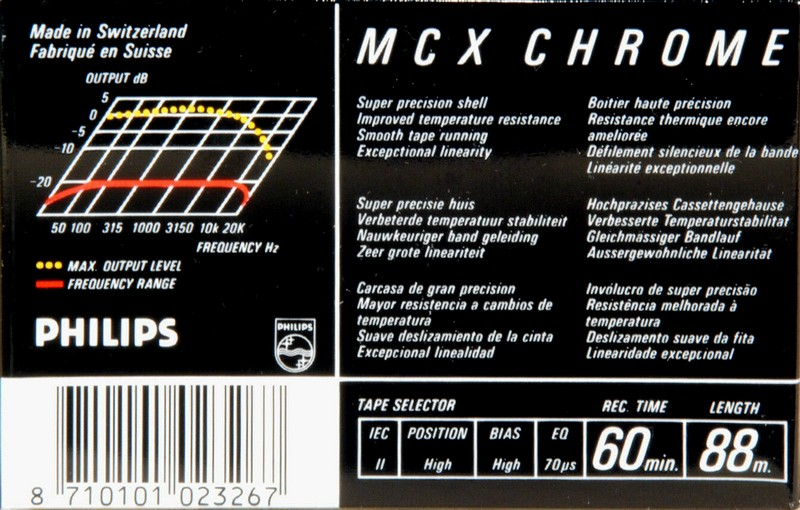 Made in Switzerland
Fabriqué en Suisse
OUTPUT dB
5
0
-5
-10
-20
50 100 315 1000 3150 10k 20K
FREQUENCY Hz
MAX. OUTPUT LEVEL
FREQUENCY RANGE
PHILIPS
PHILIPS
8 710101 023267
MCX CHROME
Super precision shell
Improved temperature resistance
Smooth tape running
Excepctional linearity
Boitier haute précision
Resistance thermique encore
ameliorée
Défilement silencieux de la bande
Linéarité exceptionnelle
Super precisie huis
Verbeterde temperatuur stabiliteit
Nauwkeuriger band geleiding
Zeer grote lineariteit
Hochprazises Cassettengehause
Verbesserte Temperaturstabilitat
Gleichmassiger Bandlauf
Aussergewohnliche Linearitat
Carcasa de gran precision
Mayor resistencia a cambios de
temperatura
Suave deslizamiento de la cinta
Excepcional linealidad
Invólucro de super precisão
Resistência melhorada à
temperatura
Deslizamento suave da fita
Linearidade excepcional
TAPE SELECTOR REC. TIME LENGTH
IEC POSITION BIAS EQ
II High High 70µs
60min. 88m.